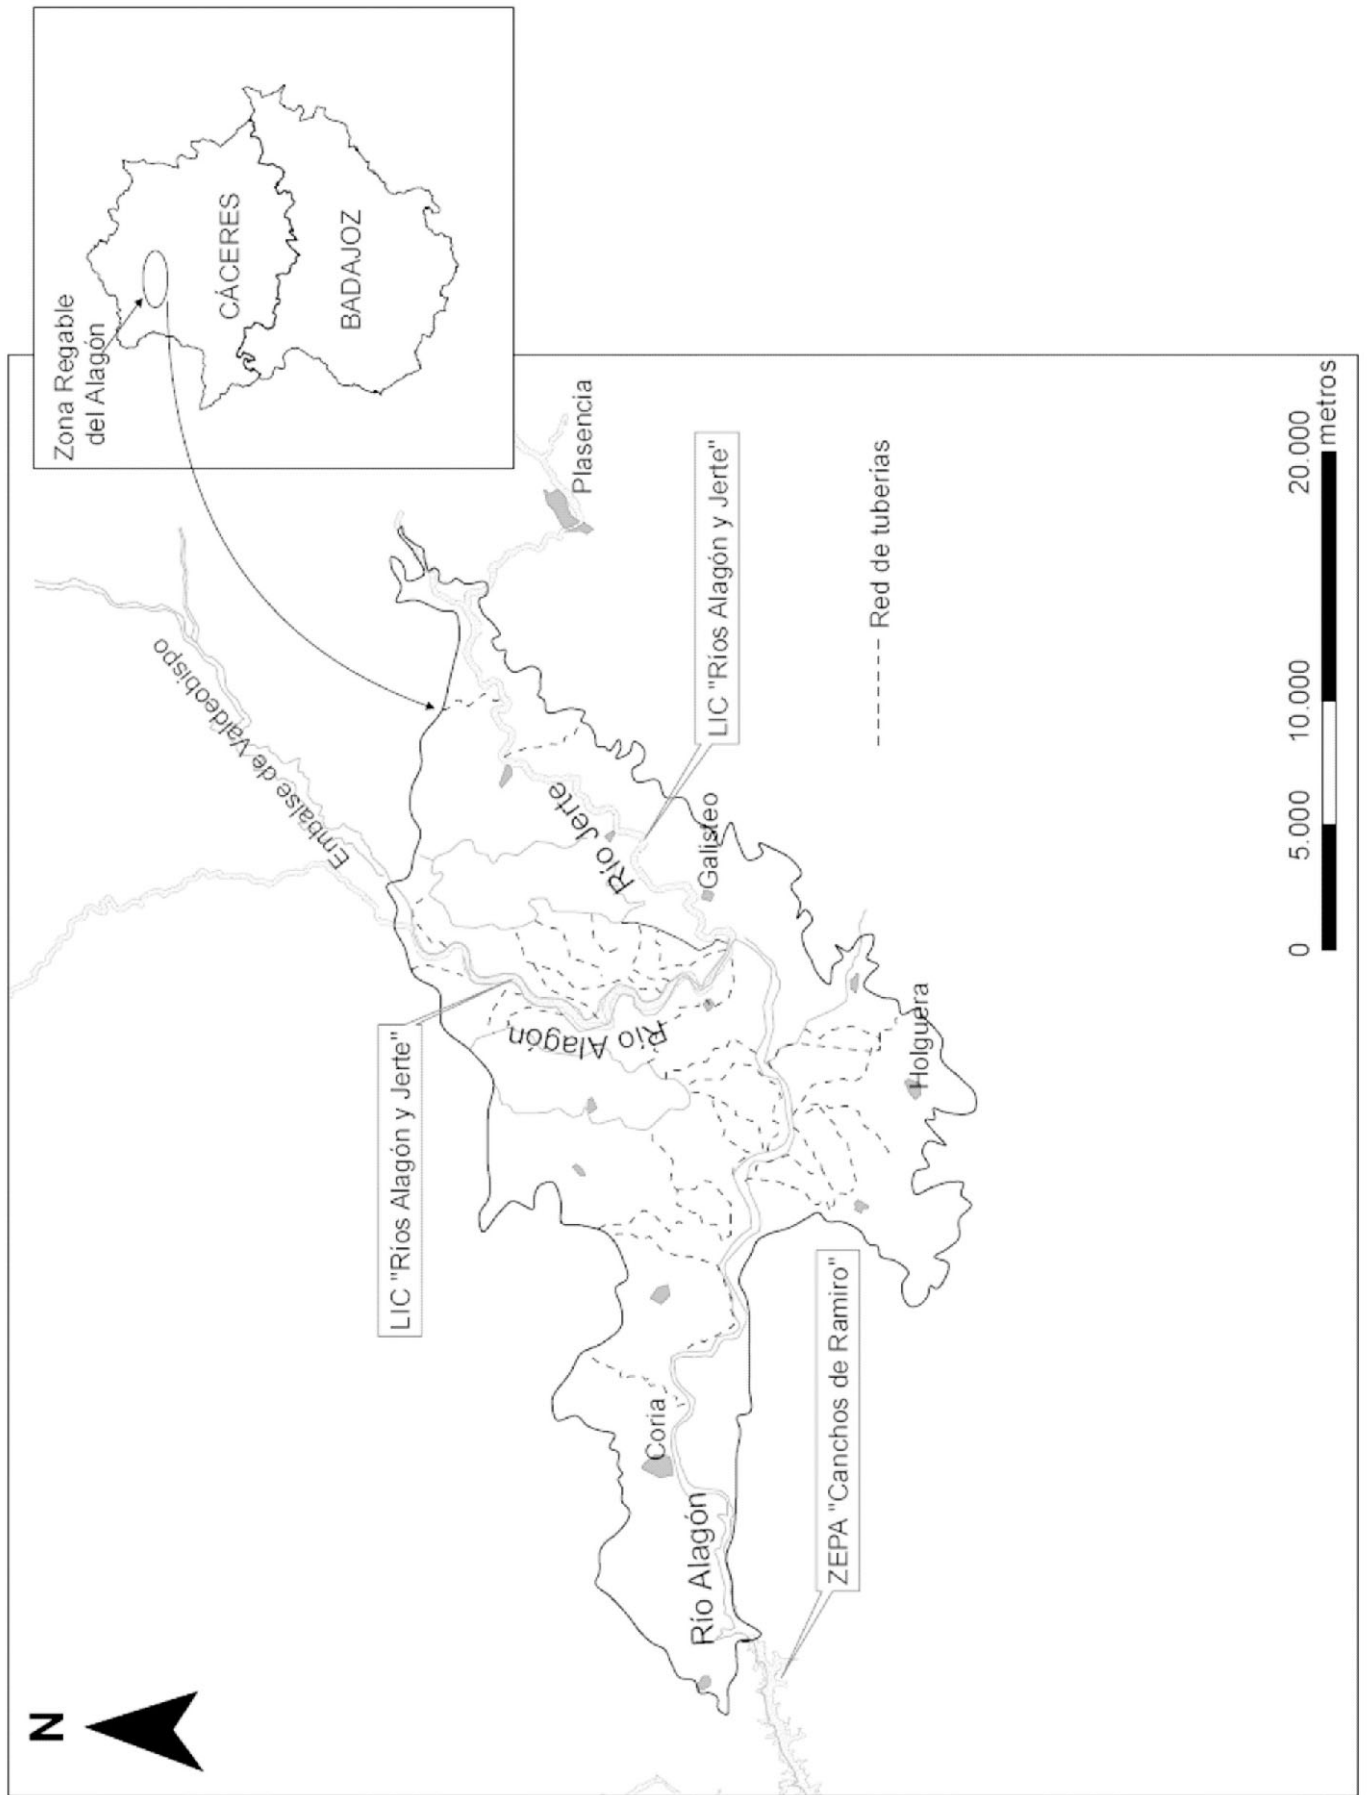 N
Zona Regable
del Alagón
CÁCERES
BADAJOZ
Embalse de Valdeobispo
LIC "Ríos Alagón y Jerte"
Plasencia
Río Alagón
Río Jerte
LIC "Ríos Alagón y Jerte"
Galisteo
Coria
Río Alagón
Holguera
ZEPA "Canchos de Ramiro"
Red de tuberías
0 5.000 10.000 20.000
metros